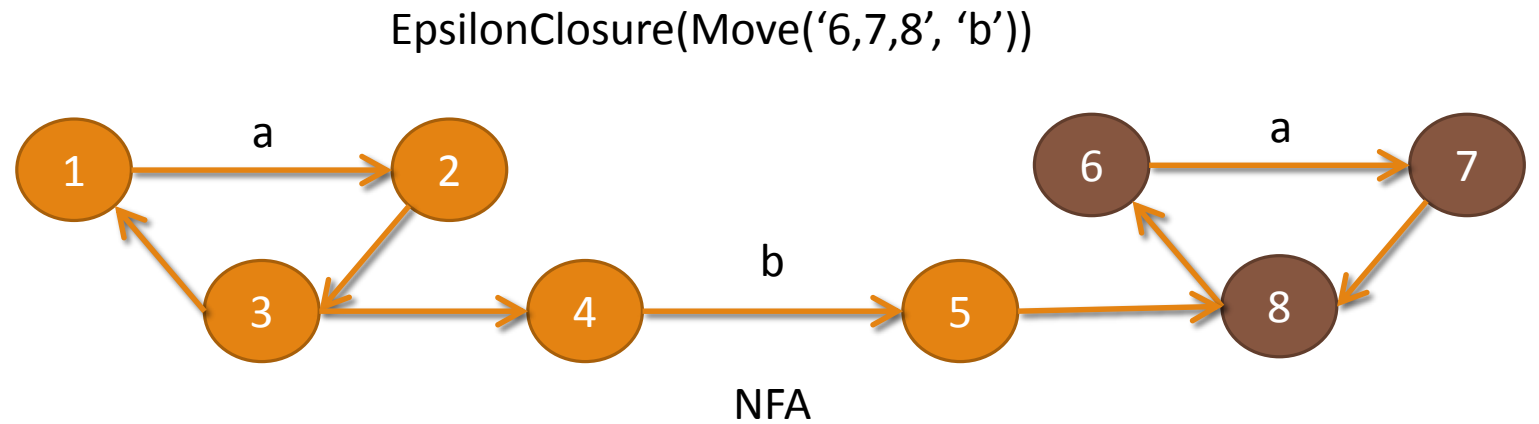 EpsilonClosure(Move(‘6,7,8’, ‘b’))
a
a
1
2
6
7
b
3
4
5
8
NFA